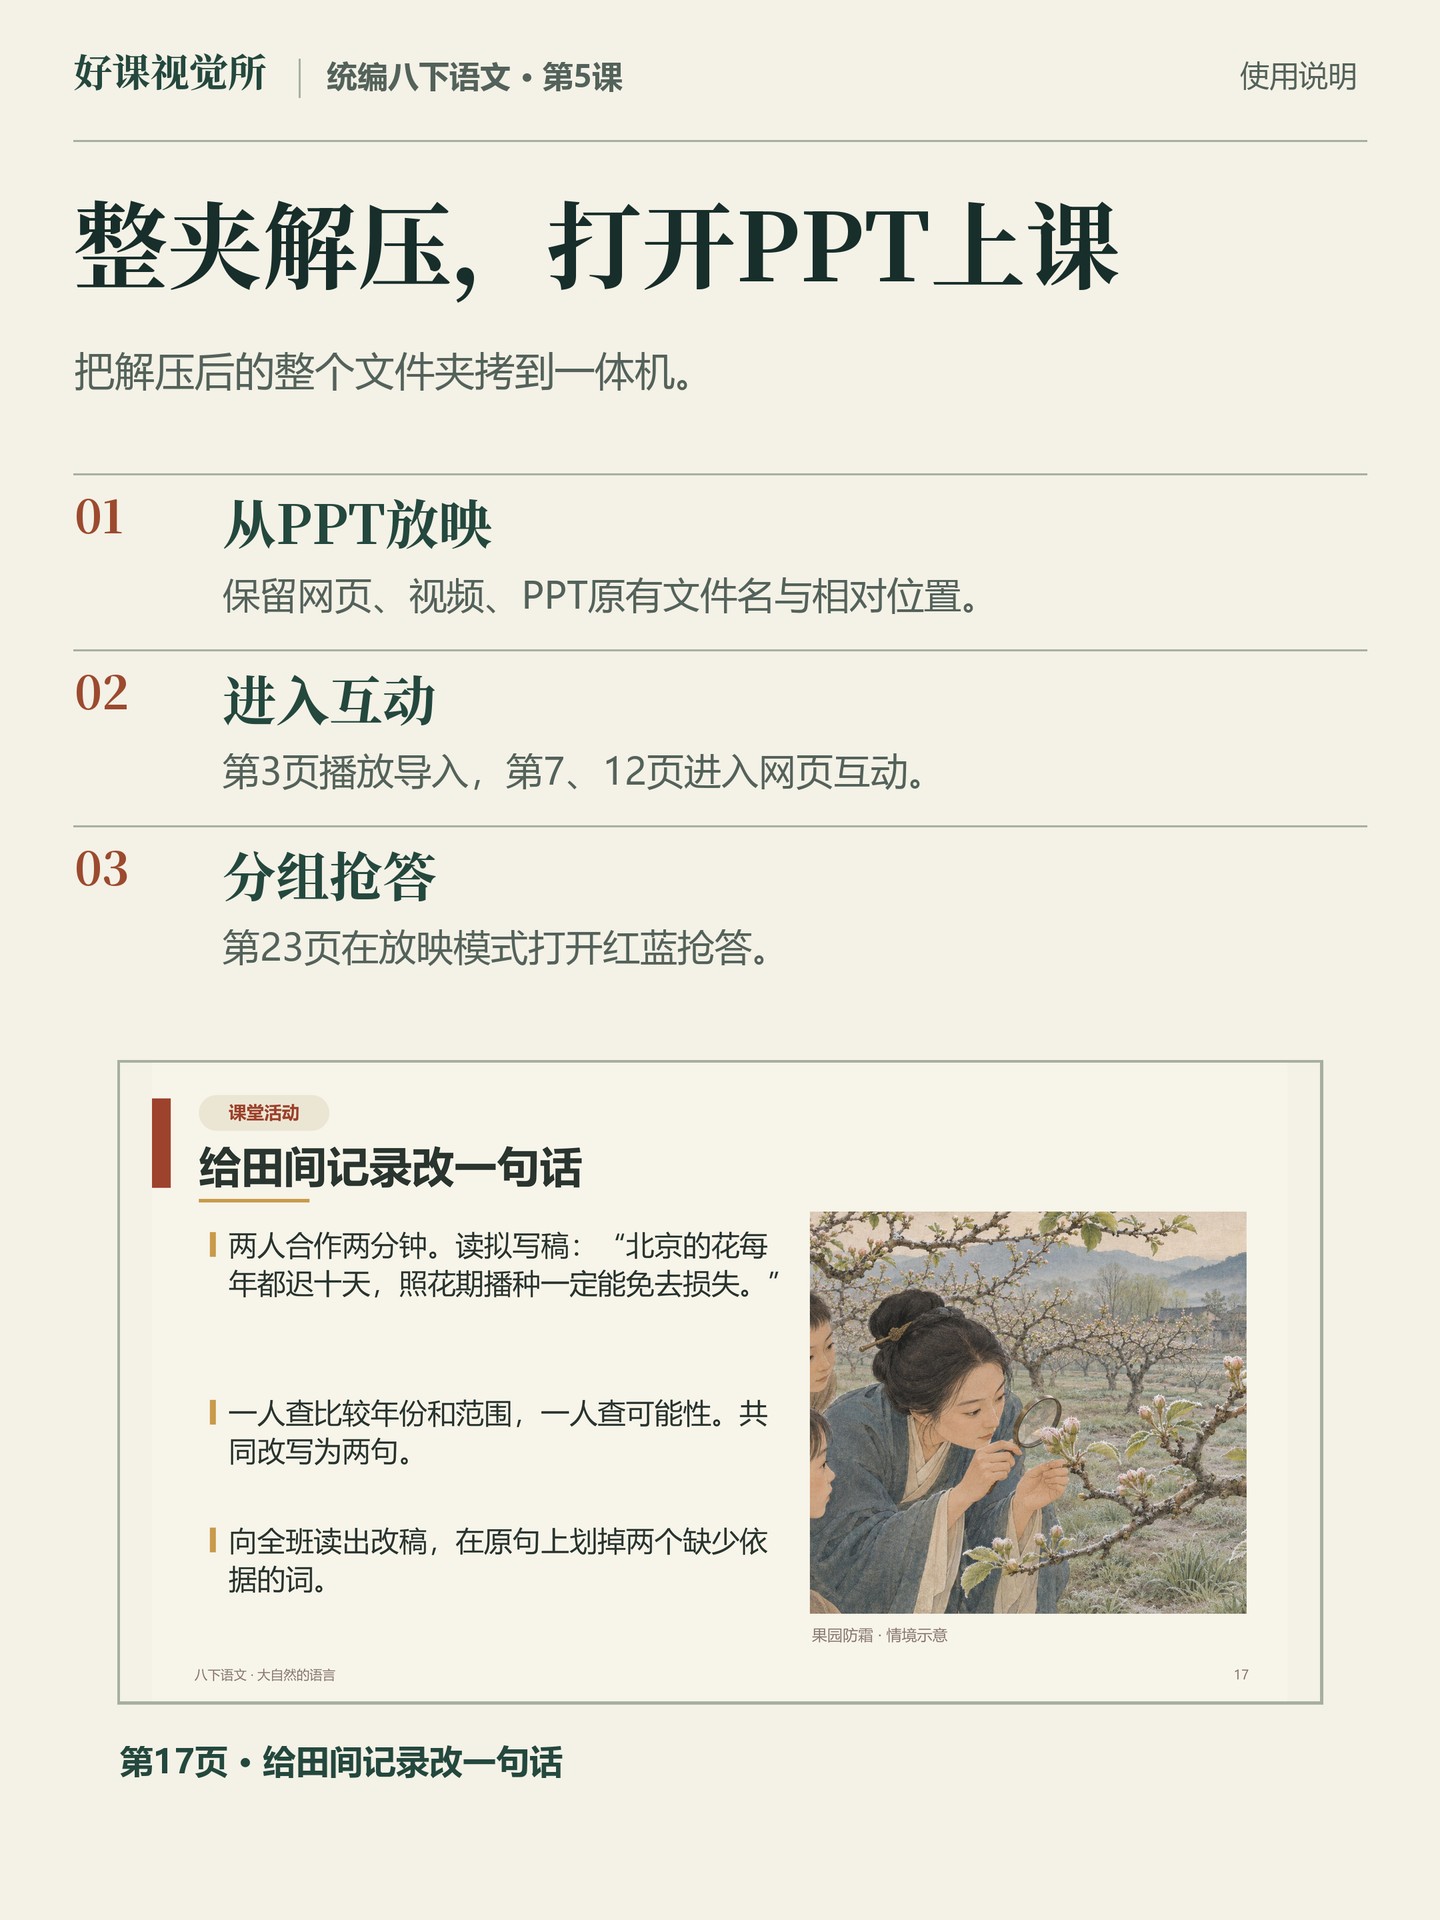 好课视觉所
统编八下语文·第5课
使用说明
整夹解压，打开PPT上课
把解压后的整个文件夹拷到一体机。
01
从PPT放映
保留网页、视频、PPT原有文件名与相对位置。
02
进入互动
第3页播放导入，第7、12页进入网页互动。
03
分组抢答
第23页在放映模式打开红蓝抢答。
课堂活动
给田间记录改一句话
两人合作两分钟。读拟写稿：“北京的花每
年都迟十天，照花期播种一定能免去损失。”
一人查比较年份和范围，一人查可能性。共
同改写为两句。
向全班读出改稿，在原句上划掉两个缺少依
据的词。
果园防霜·情境示意
八下语文·大自然的语言
17
第17页·给田间记录改一句话